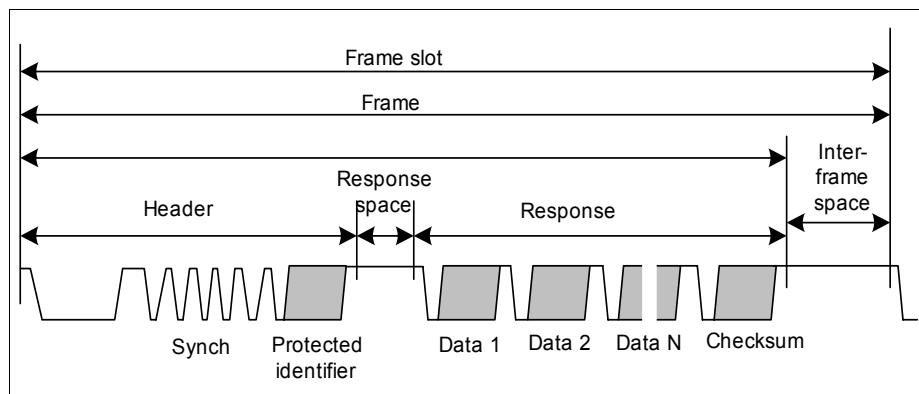 Frame slot
Frame
Inter-
frame
space
Response
space
Header
Response
Synch
Protected
identifier
Data 1
Data 2
Data N
Checksum